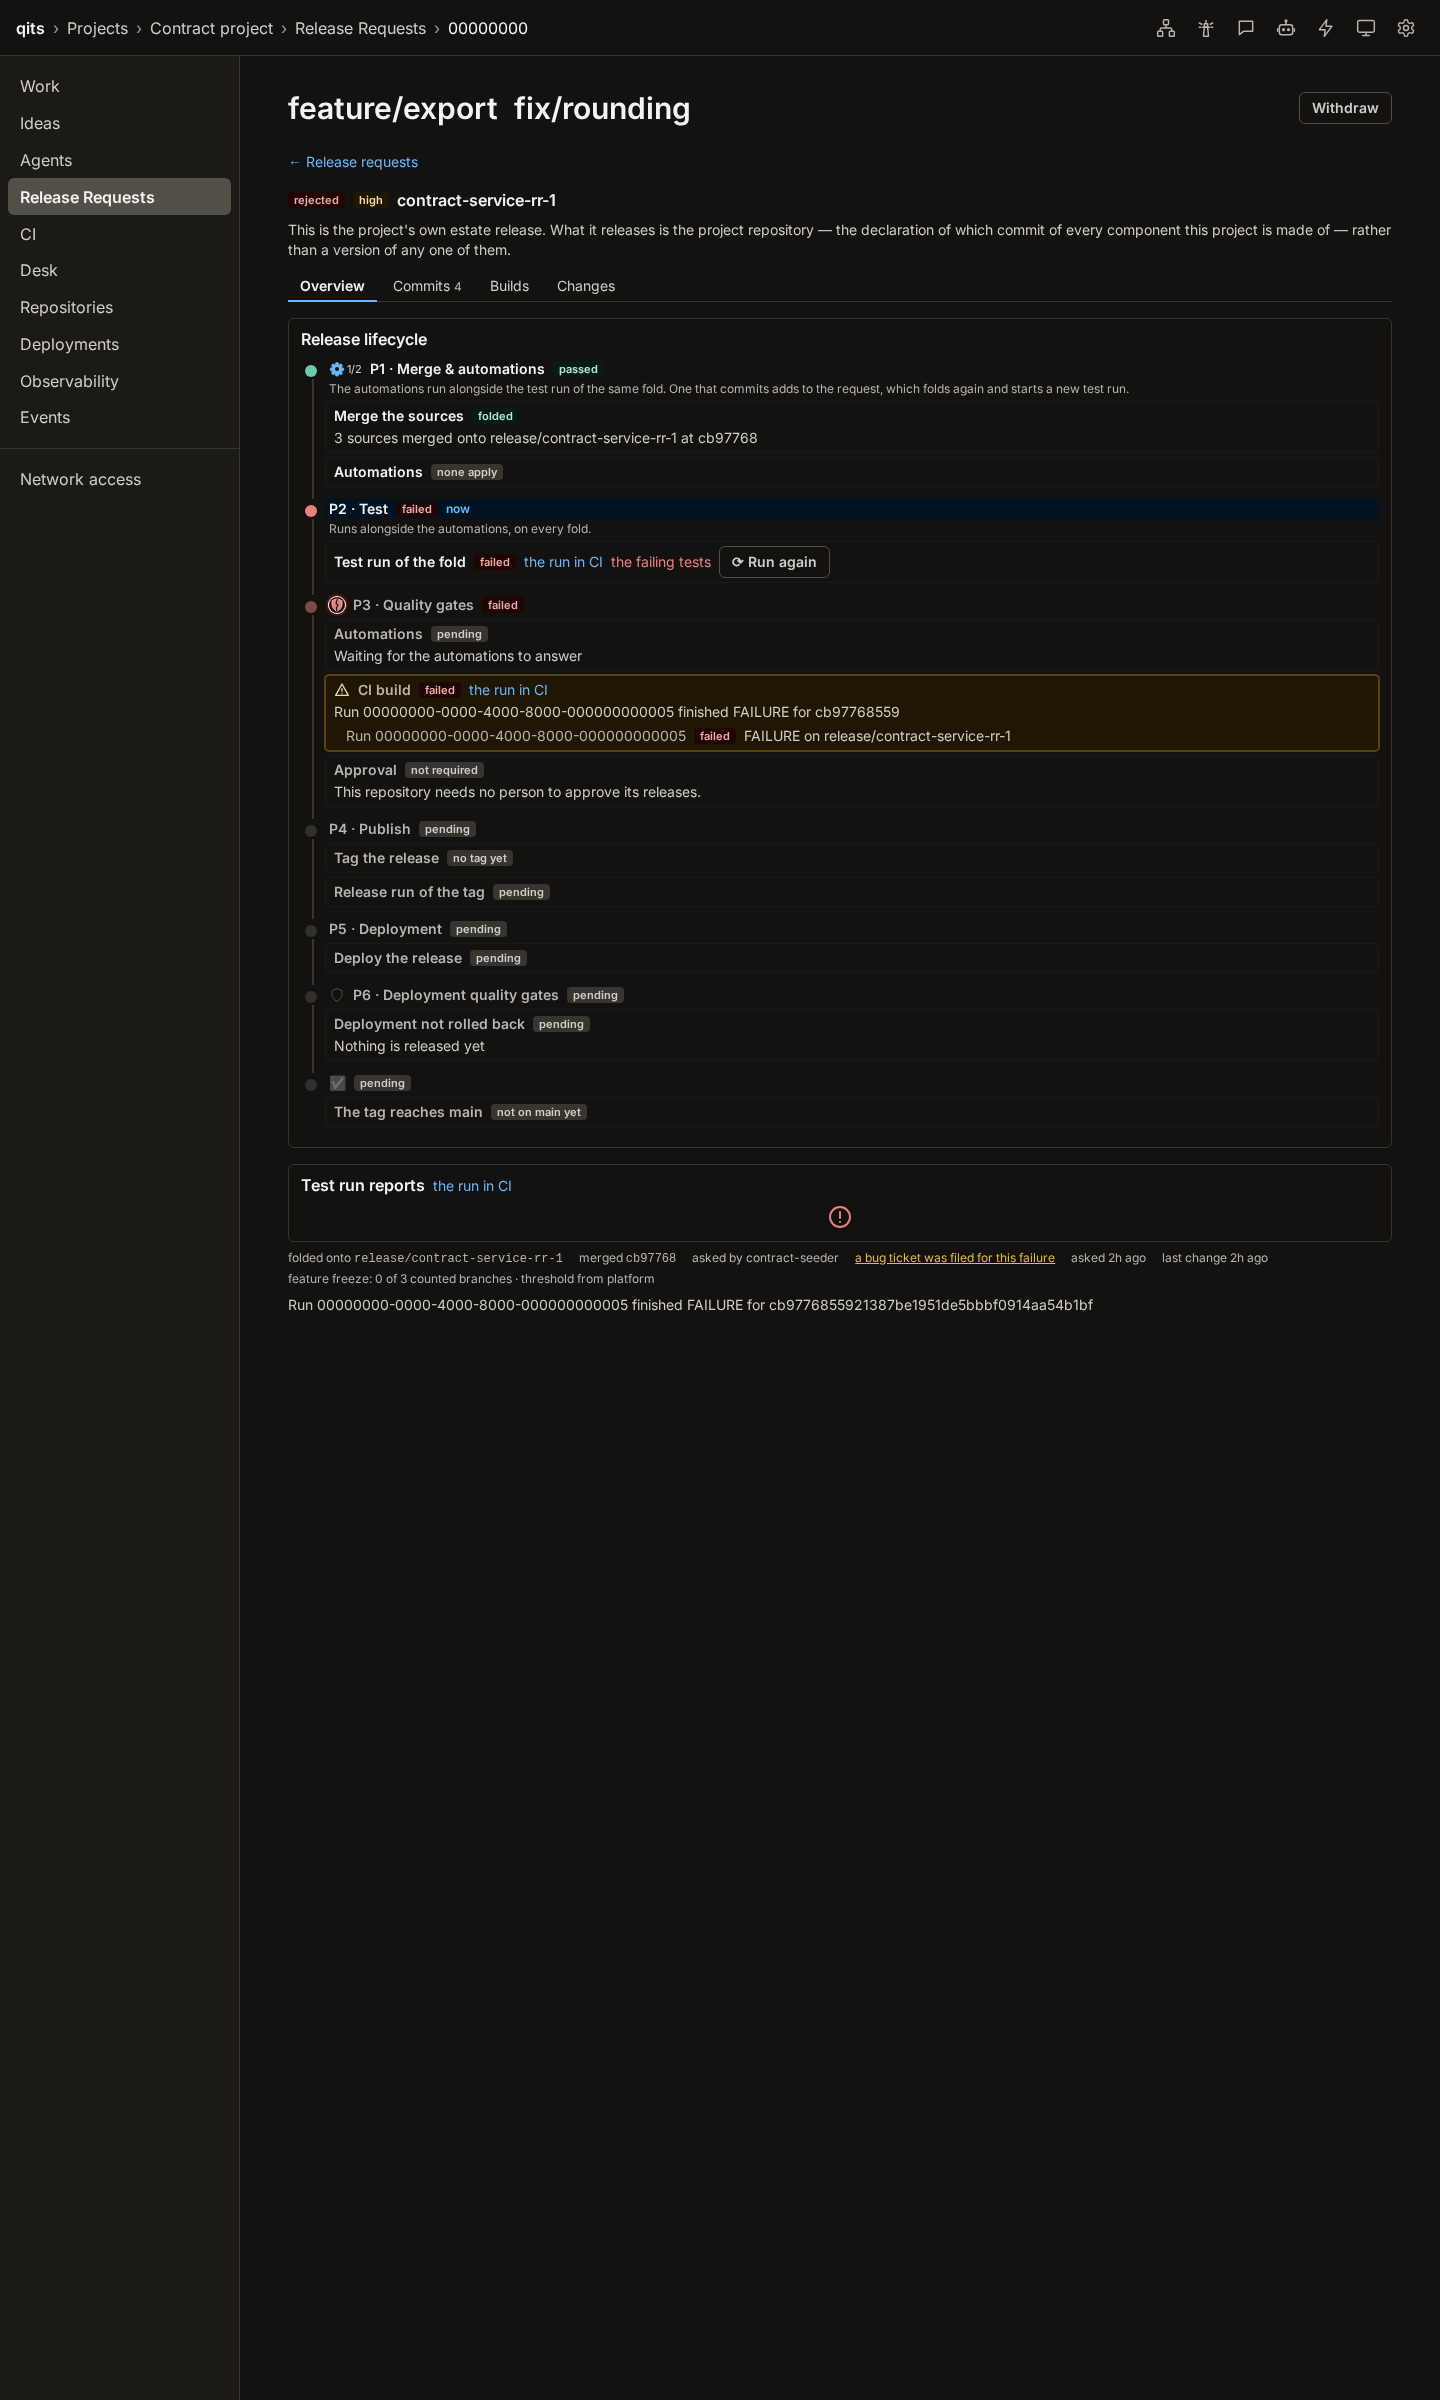 qits › Projects › Contract project › Release Requests › 00000000
Work
Ideas
Agents
Release Requests
CI
Desk
Repositories
Deployments
Observability
Events
Network access
feature/export fix/rounding
Withdraw
← Release requests
rejected high contract-service-rr-1
This is the project's own estate release. What it releases is the project repository — the declaration of which commit of every component this project is made of — rather
than a version of any one of them.
Overview Commits 4 Builds Changes
Release lifecycle
1/2 P1 · Merge & automations passed
The automations run alongside the test run of the same fold. One that commits adds to the request, which folds again and starts a new test run.
Merge the sources folded
3 sources merged onto release/contract-service-rr-1 at cb97768
Automations none apply
P2 · Test failed now
Runs alongside the automations, on every fold.
Test run of the fold failed the run in CI the failing tests ⟳ Run again
P3 · Quality gates failed
Automations pending
Waiting for the automations to answer
CI build failed the run in CI
Run 00000000-0000-4000-8000-000000000005 finished FAILURE for cb97768559
Run 00000000-0000-4000-8000-000000000005 failed FAILURE on release/contract-service-rr-1
Approval not required
This repository needs no person to approve its releases.
P4 · Publish pending
Tag the release no tag yet
Release run of the tag pending
P5 · Deployment pending
Deploy the release pending
P6 · Deployment quality gates pending
Deployment not rolled back pending
Nothing is released yet
pending
The tag reaches main not on main yet
Test run reports the run in CI
folded onto release/contract-service-rr-1 merged cb97768 asked by contract-seeder a bug ticket was filed for this failure asked 2h ago last change 2h ago
feature freeze: 0 of 3 counted branches · threshold from platform
Run 00000000-0000-4000-8000-000000000005 finished FAILURE for cb9776855921387be1951de5bbbf0914aa54b1bf